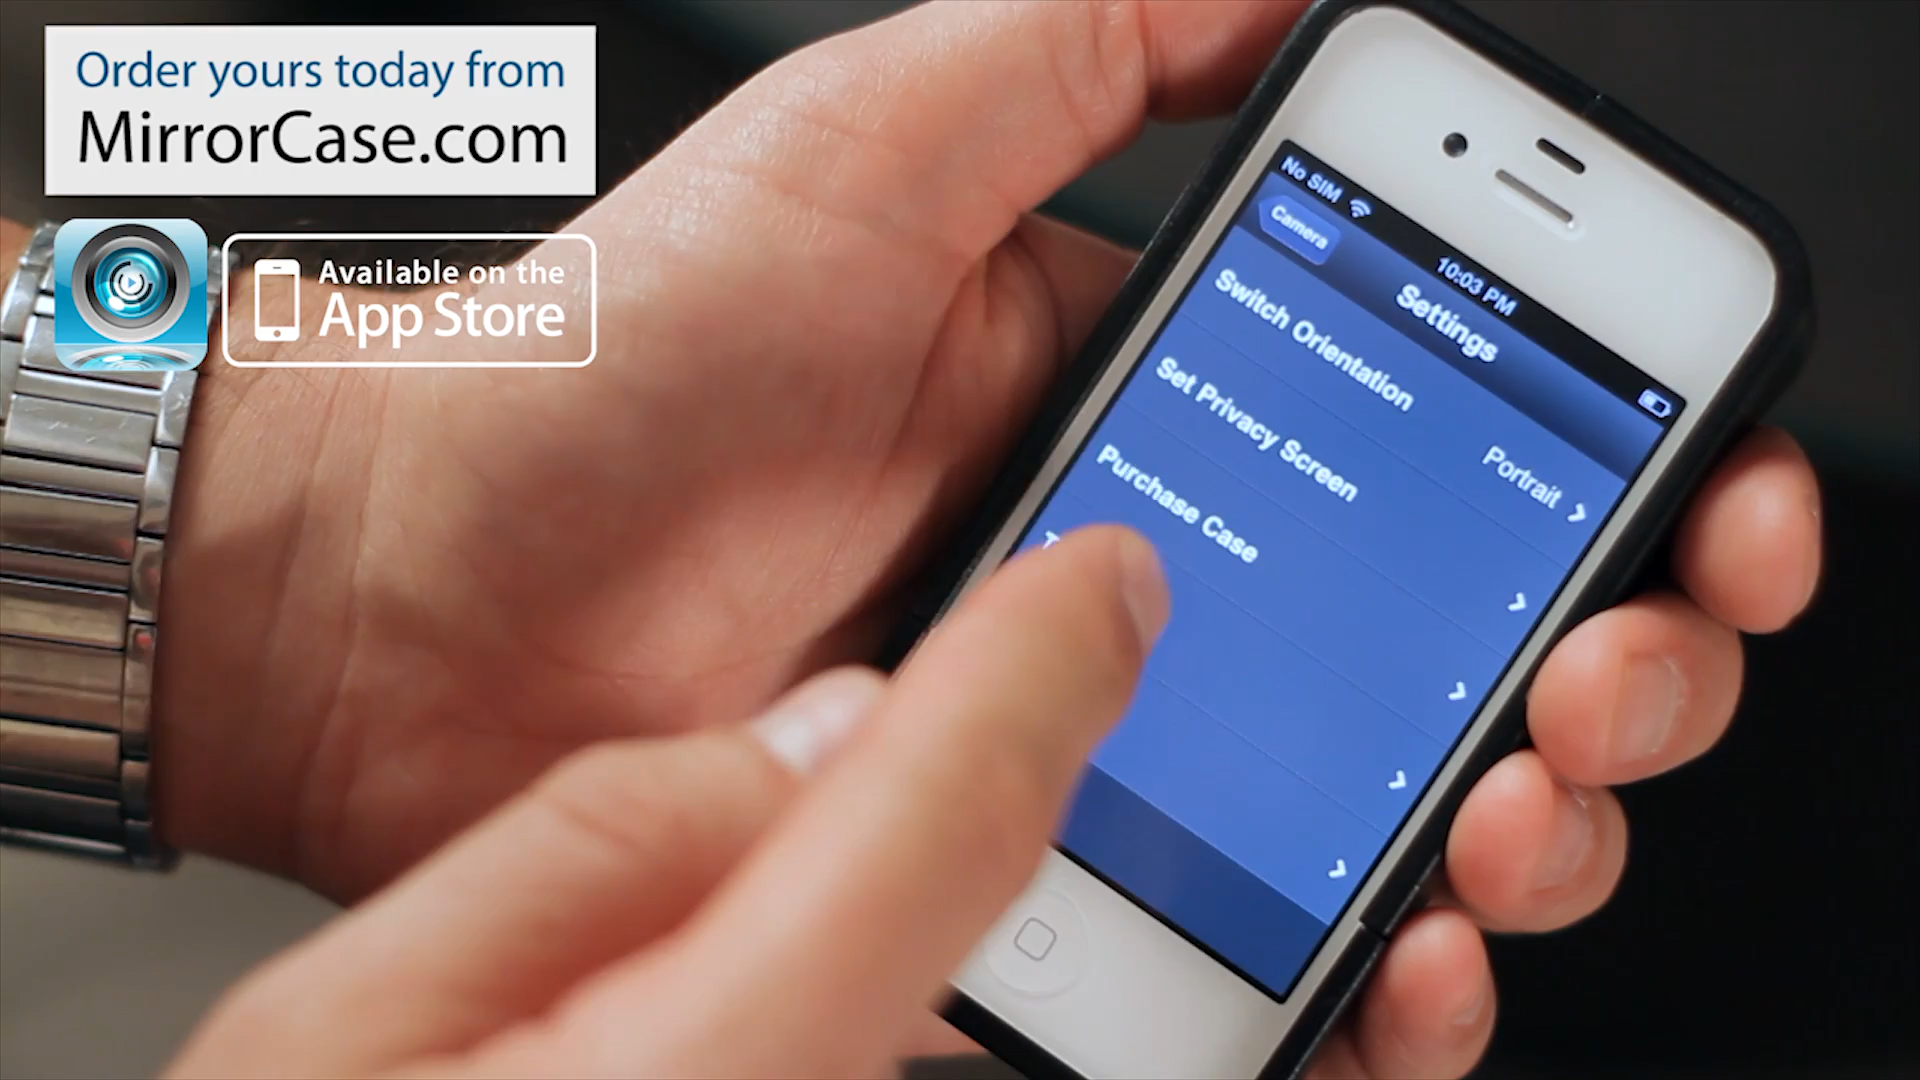 Order yours today from
MirrorCase.com
Available on the
App Store
No SIM
10:03 PM
Camera
Settings
Switch Orientation
Portrait
Set Privacy Screen
Purchase Case